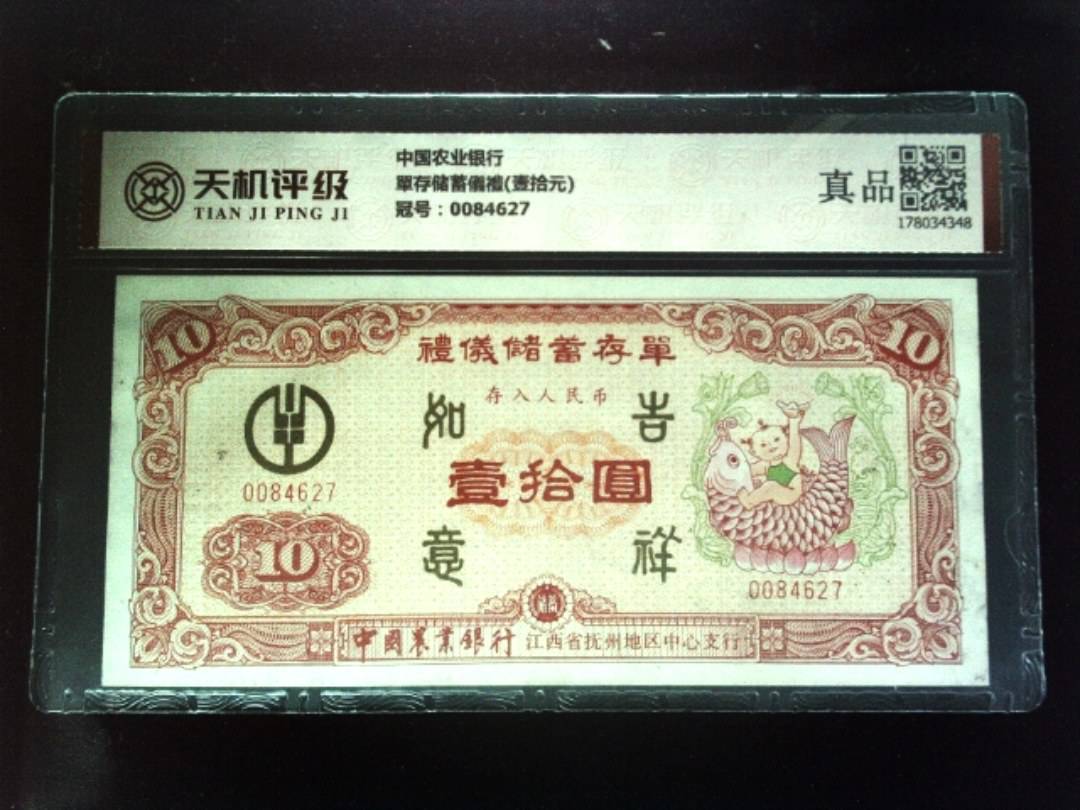 天机评级
TIAN JI PING JI
中国农业银行
單存储蓄儀禮(壹拾元)
冠号：0084627
真品
178034348
10
10
禮儀儲蓄存單
存入人民币
如 吉
壹拾圓
意 祥
0084627
10
0084627
中國農業銀行 江西省抚州地区中心支行